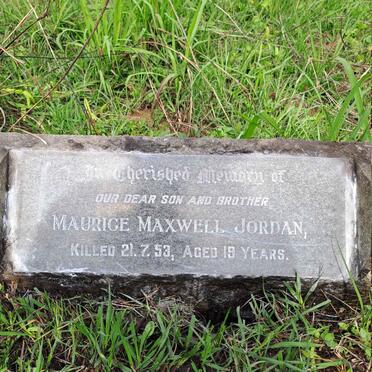 In Cherished Memory of
OUR DEAR SON AND BROTHER
MAURICE MAXWELL JORDAN,
KILLED 21.7.53, AGED 19 YEARS.